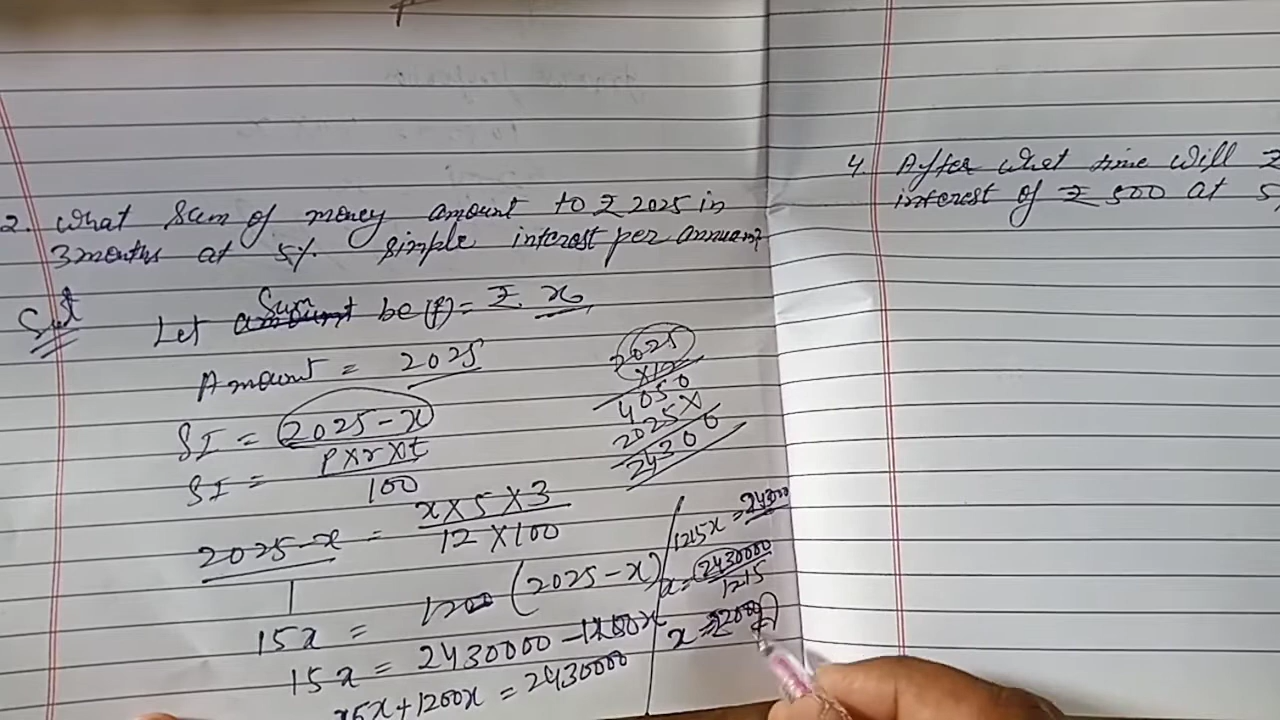 2. What Sum of money amount to ₹ 2025 in
3 months at 5% simple interest per annum?
Sol
Let amount Sum be (P) = ₹. x
Amount = 2025
SI = 2025 - x
SI = P×r×t / 100
2025 - x = x × 5 × 3 / 12 × 100
15x = 1200 (2025 - x)
15x = 2430000 - 1200x
15x + 1200x = 2430000
2025
×12
4050
2025×
24300
1215x = 243000
x = 2430000 / 1215
x = 2000
4. After what time will ₹
interest of ₹ 500 at 5